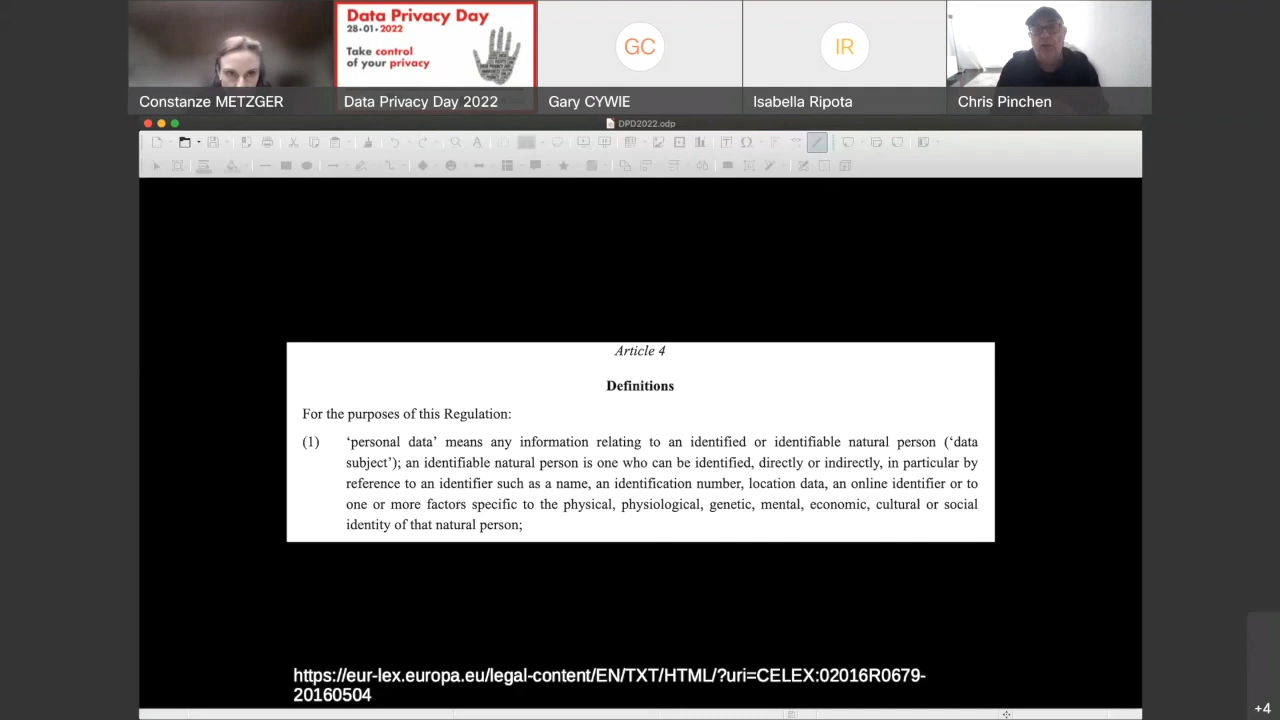 Data Privacy Day
28•01•2022
Take control
of your privacy
GC
IR
Constanze METZGER
Data Privacy Day 2022
Gary CYWIE
Isabella Ripota
Chris Pinchen
DPD2022.odp
Article 4
Definitions
For the purposes of this Regulation:
(1) ‘personal data’ means any information relating to an identified or identifiable natural person (‘data
subject’); an identifiable natural person is one who can be identified, directly or indirectly, in particular by
reference to an identifier such as a name, an identification number, location data, an online identifier or to
one or more factors specific to the physical, physiological, genetic, mental, economic, cultural or social
identity of that natural person;
https://eur-lex.europa.eu/legal-content/EN/TXT/HTML/?uri=CELEX:02016R0679-
20160504
+4